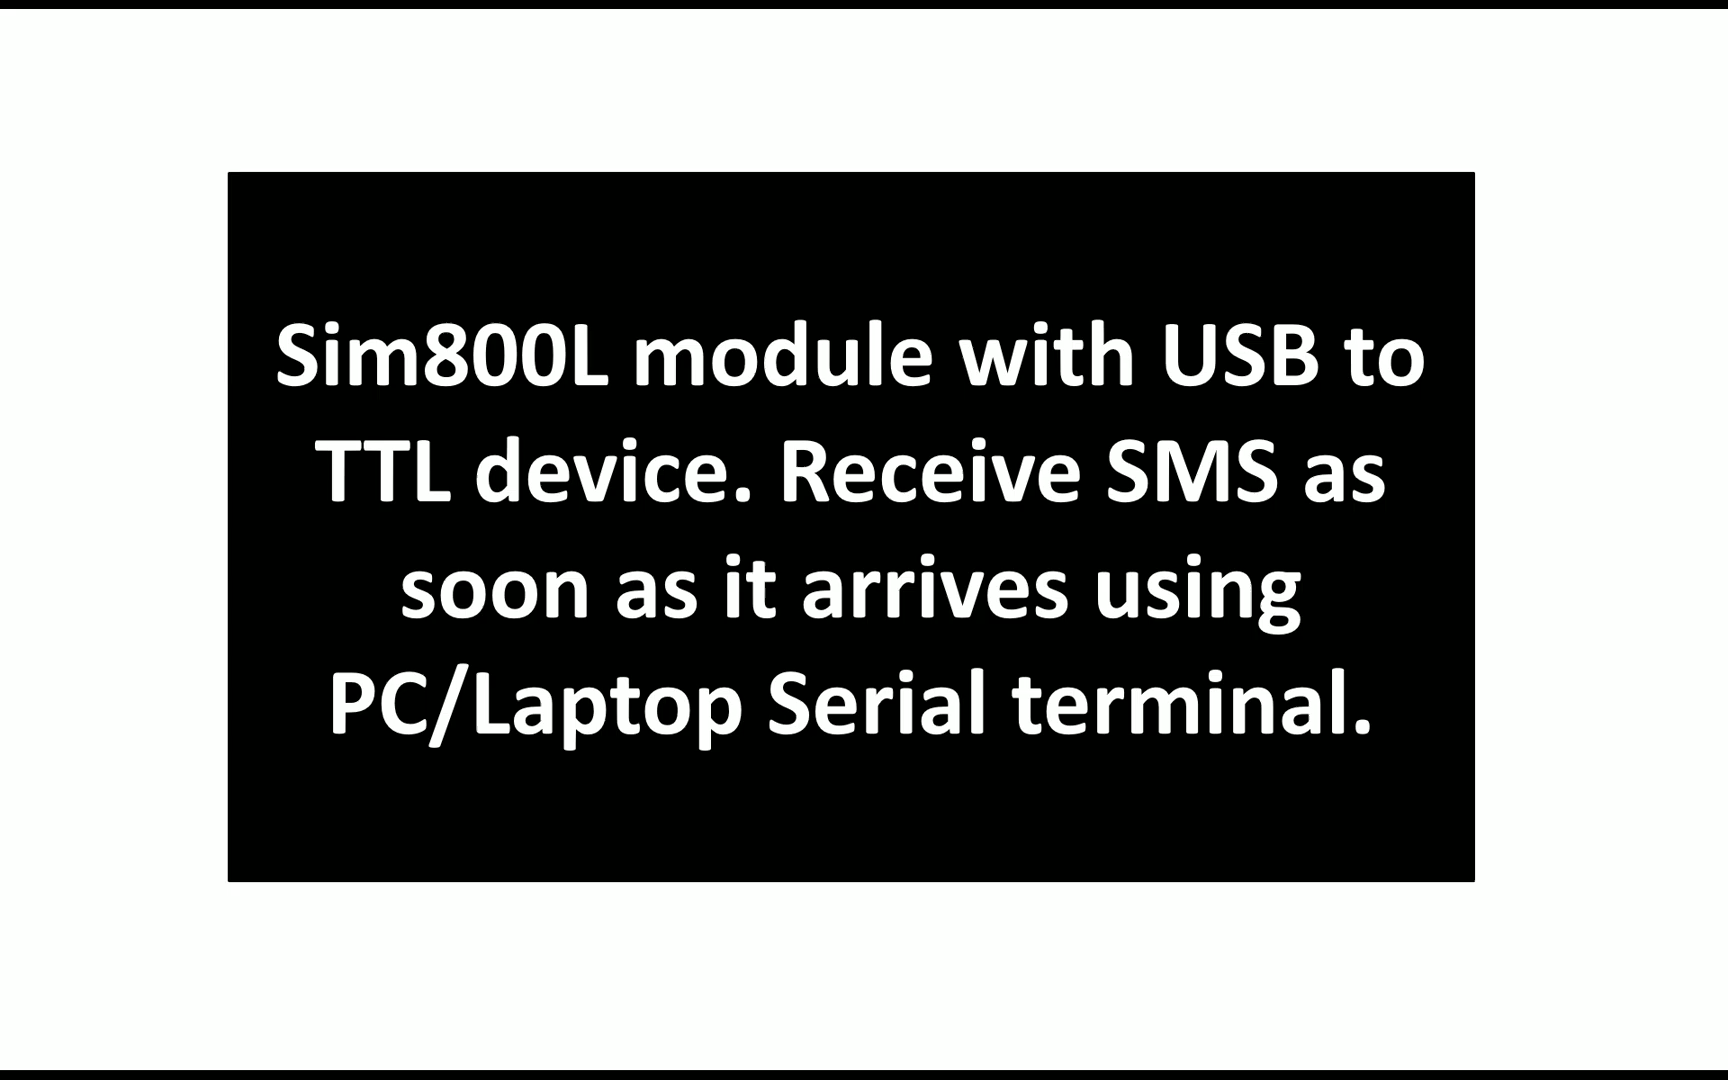 Sim800L module with USB to
TTL device. Receive SMS as
soon as it arrives using
PC/Laptop Serial terminal.